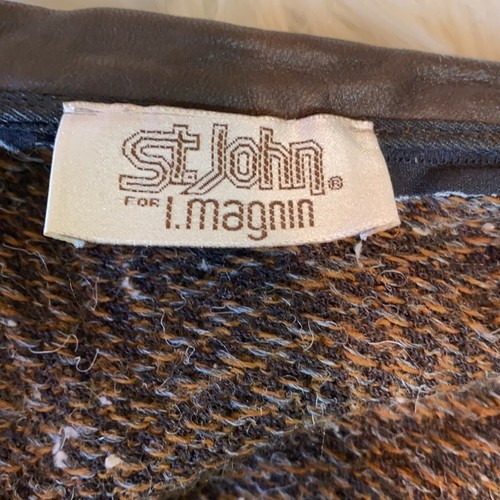 St. John®
FOR I. magnin